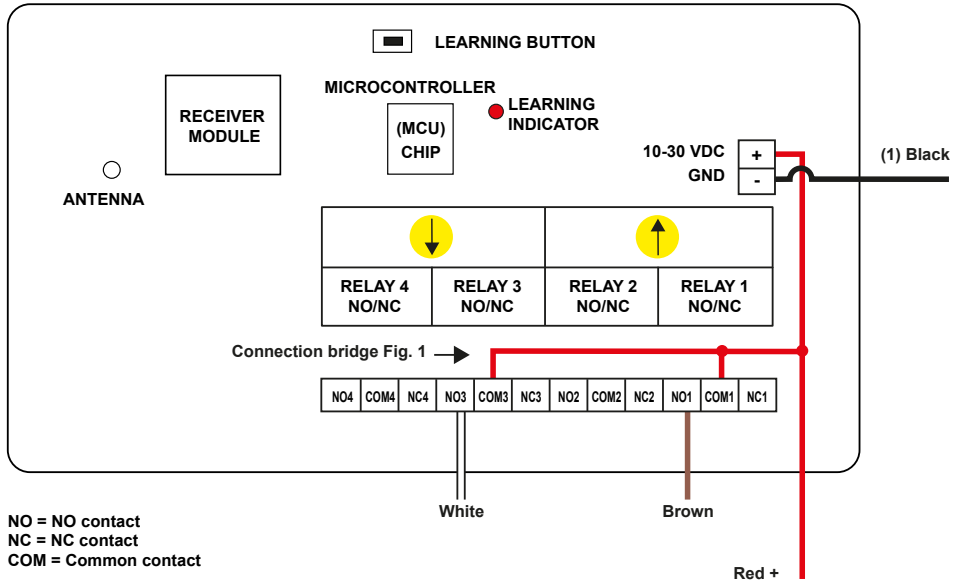 LEARNING BUTTON
MICROCONTROLLER
LEARNING
INDICATOR
RECEIVER
MODULE
(MCU)
CHIP
10-30 VDC
+
(1) Black
GND
-
ANTENNA
RELAY 4
NO/NC
RELAY 3
NO/NC
RELAY 2
NO/NC
RELAY 1
NO/NC
Connection bridge Fig. 1
NO4 COM4 NC4 NO3 COM3 NC3 NO2 COM2 NC2 NO1 COM1 NC1
White
Brown
NO = NO contact
NC = NC contact
COM = Common contact
Red +